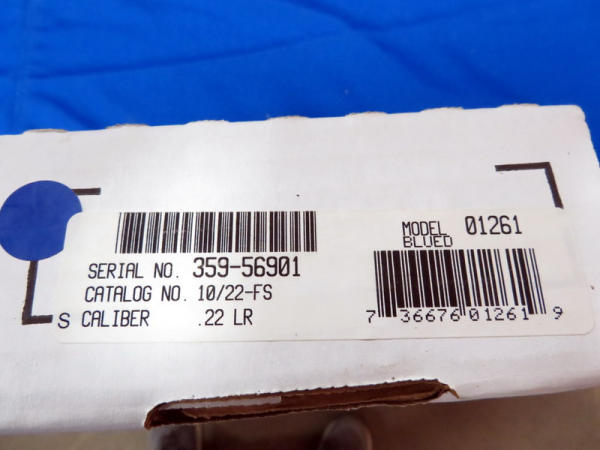 SERIAL NO. 359-56901
CATALOG NO. 10/22-FS
S CALIBER .22 LR
MODEL 01261
BLUED
7 36676 01261 9